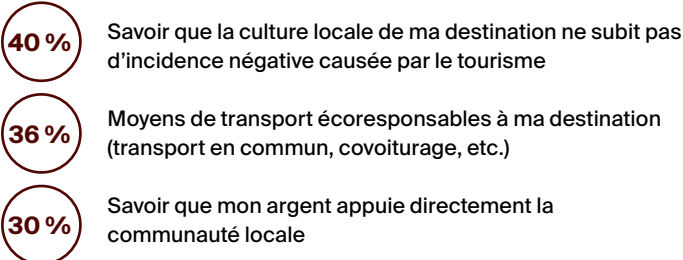 40 %
Savoir que la culture locale de ma destination ne subit pas
d’incidence négative causée par le tourisme
36 %
Moyens de transport écoresponsables à ma destination
(transport en commun, covoiturage, etc.)
30 %
Savoir que mon argent appuie directement la
communauté locale